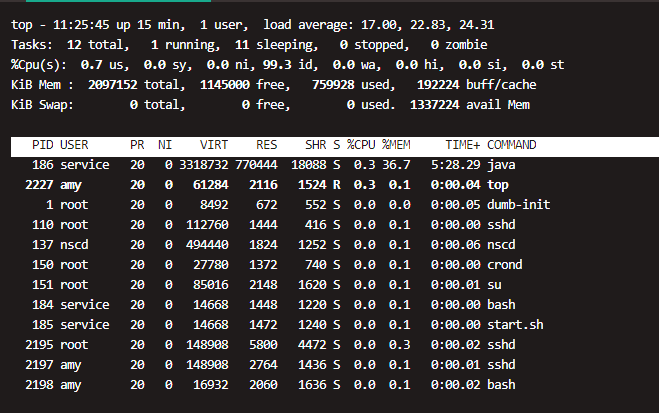 top - 11:25:45 up 15 min,  1 user,  load average: 17.00, 22.83, 24.31
Tasks:  12 total,   1 running,  11 sleeping,   0 stopped,   0 zombie
%Cpu(s):  0.7 us,  0.0 sy,  0.0 ni, 99.3 id,  0.0 wa,  0.0 hi,  0.0 si,  0.0 st
KiB Mem :  2097152 total,  1145000 free,   759928 used,   192224 buff/cache
KiB Swap:        0 total,        0 free,        0 used.  1337224 avail Mem
PID USER      PR  NI    VIRT    RES    SHR S %CPU %MEM     TIME+ COMMAND
186 service   20   0 3318732 770444  18088 S  0.3 36.7   5:28.29 java
2227 amy       20   0   61284   2116   1524 R  0.3  0.1   0:00.04 top
1 root      20   0    8492    672    552 S  0.0  0.0   0:00.05 dumb-init
110 root      20   0  112760   1444    416 S  0.0  0.1   0:00.00 sshd
137 nscd      20   0  494440   1824   1252 S  0.0  0.1   0:00.06 nscd
150 root      20   0   27780   1372    740 S  0.0  0.1   0:00.00 crond
151 root      20   0   85016   2148   1620 S  0.0  0.1   0:00.01 su
184 service   20   0   14668   1448   1220 S  0.0  0.1   0:00.00 bash
185 service   20   0   14668   1472   1240 S  0.0  0.1   0:00.00 start.sh
2195 root      20   0  148908   5800   4472 S  0.0  0.3   0:00.02 sshd
2197 amy       20   0  148908   2764   1436 S  0.0  0.1   0:00.01 sshd
2198 amy       20   0   16932   2060   1636 S  0.0  0.1   0:00.02 bash